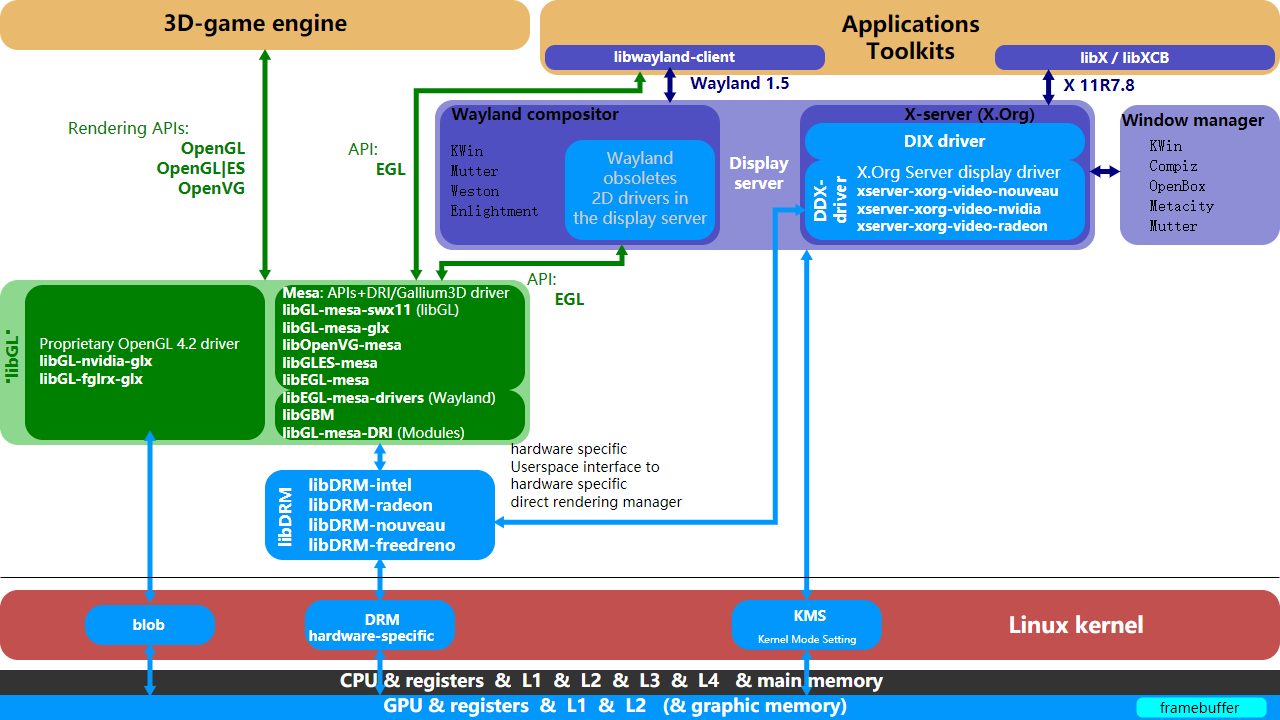 3D-game engine
Applications
Toolkits
libwayland-client
libX / libXCB
Wayland 1.5
X 11R7.8
Rendering APIs:
OpenGL
OpenGL|ES
OpenVG
API:
EGL
Wayland compositor
KWin
Mutter
Weston
Enlightment
Wayland
obsoletes
2D drivers in
the display server
Display
server
X-server (X.Org)
DIX driver
DDX-
driver
X.Org Server display driver
xserver-xorg-video-nouveau
xserver-xorg-video-nvidia
xserver-xorg-video-radeon
Window manager
KWin
Compiz
OpenBox
Metacity
Mutter
API:
EGL
"libGL"
Proprietary OpenGL 4.2 driver
libGL-nvidia-glx
libGL-fglrx-glx
Mesa: APIs+DRI/Gallium3D driver
libGL-mesa-swx11 (libGL)
libGL-mesa-glx
libOpenVG-mesa
libGLES-mesa
libEGL-mesa
libEGL-mesa-drivers (Wayland)
libGBM
libGL-mesa-DRI (Modules)
hardware specific
Userspace interface to
hardware specific
direct rendering manager
libDRM
libDRM-intel
libDRM-radeon
libDRM-nouveau
libDRM-freedreno
blob
DRM
hardware-specific
KMS
Kernel Mode Setting
Linux kernel
CPU & registers & L1 & L2 & L3 & L4 & main memory
GPU & registers & L1 & L2 (& graphic memory)
framebuffer